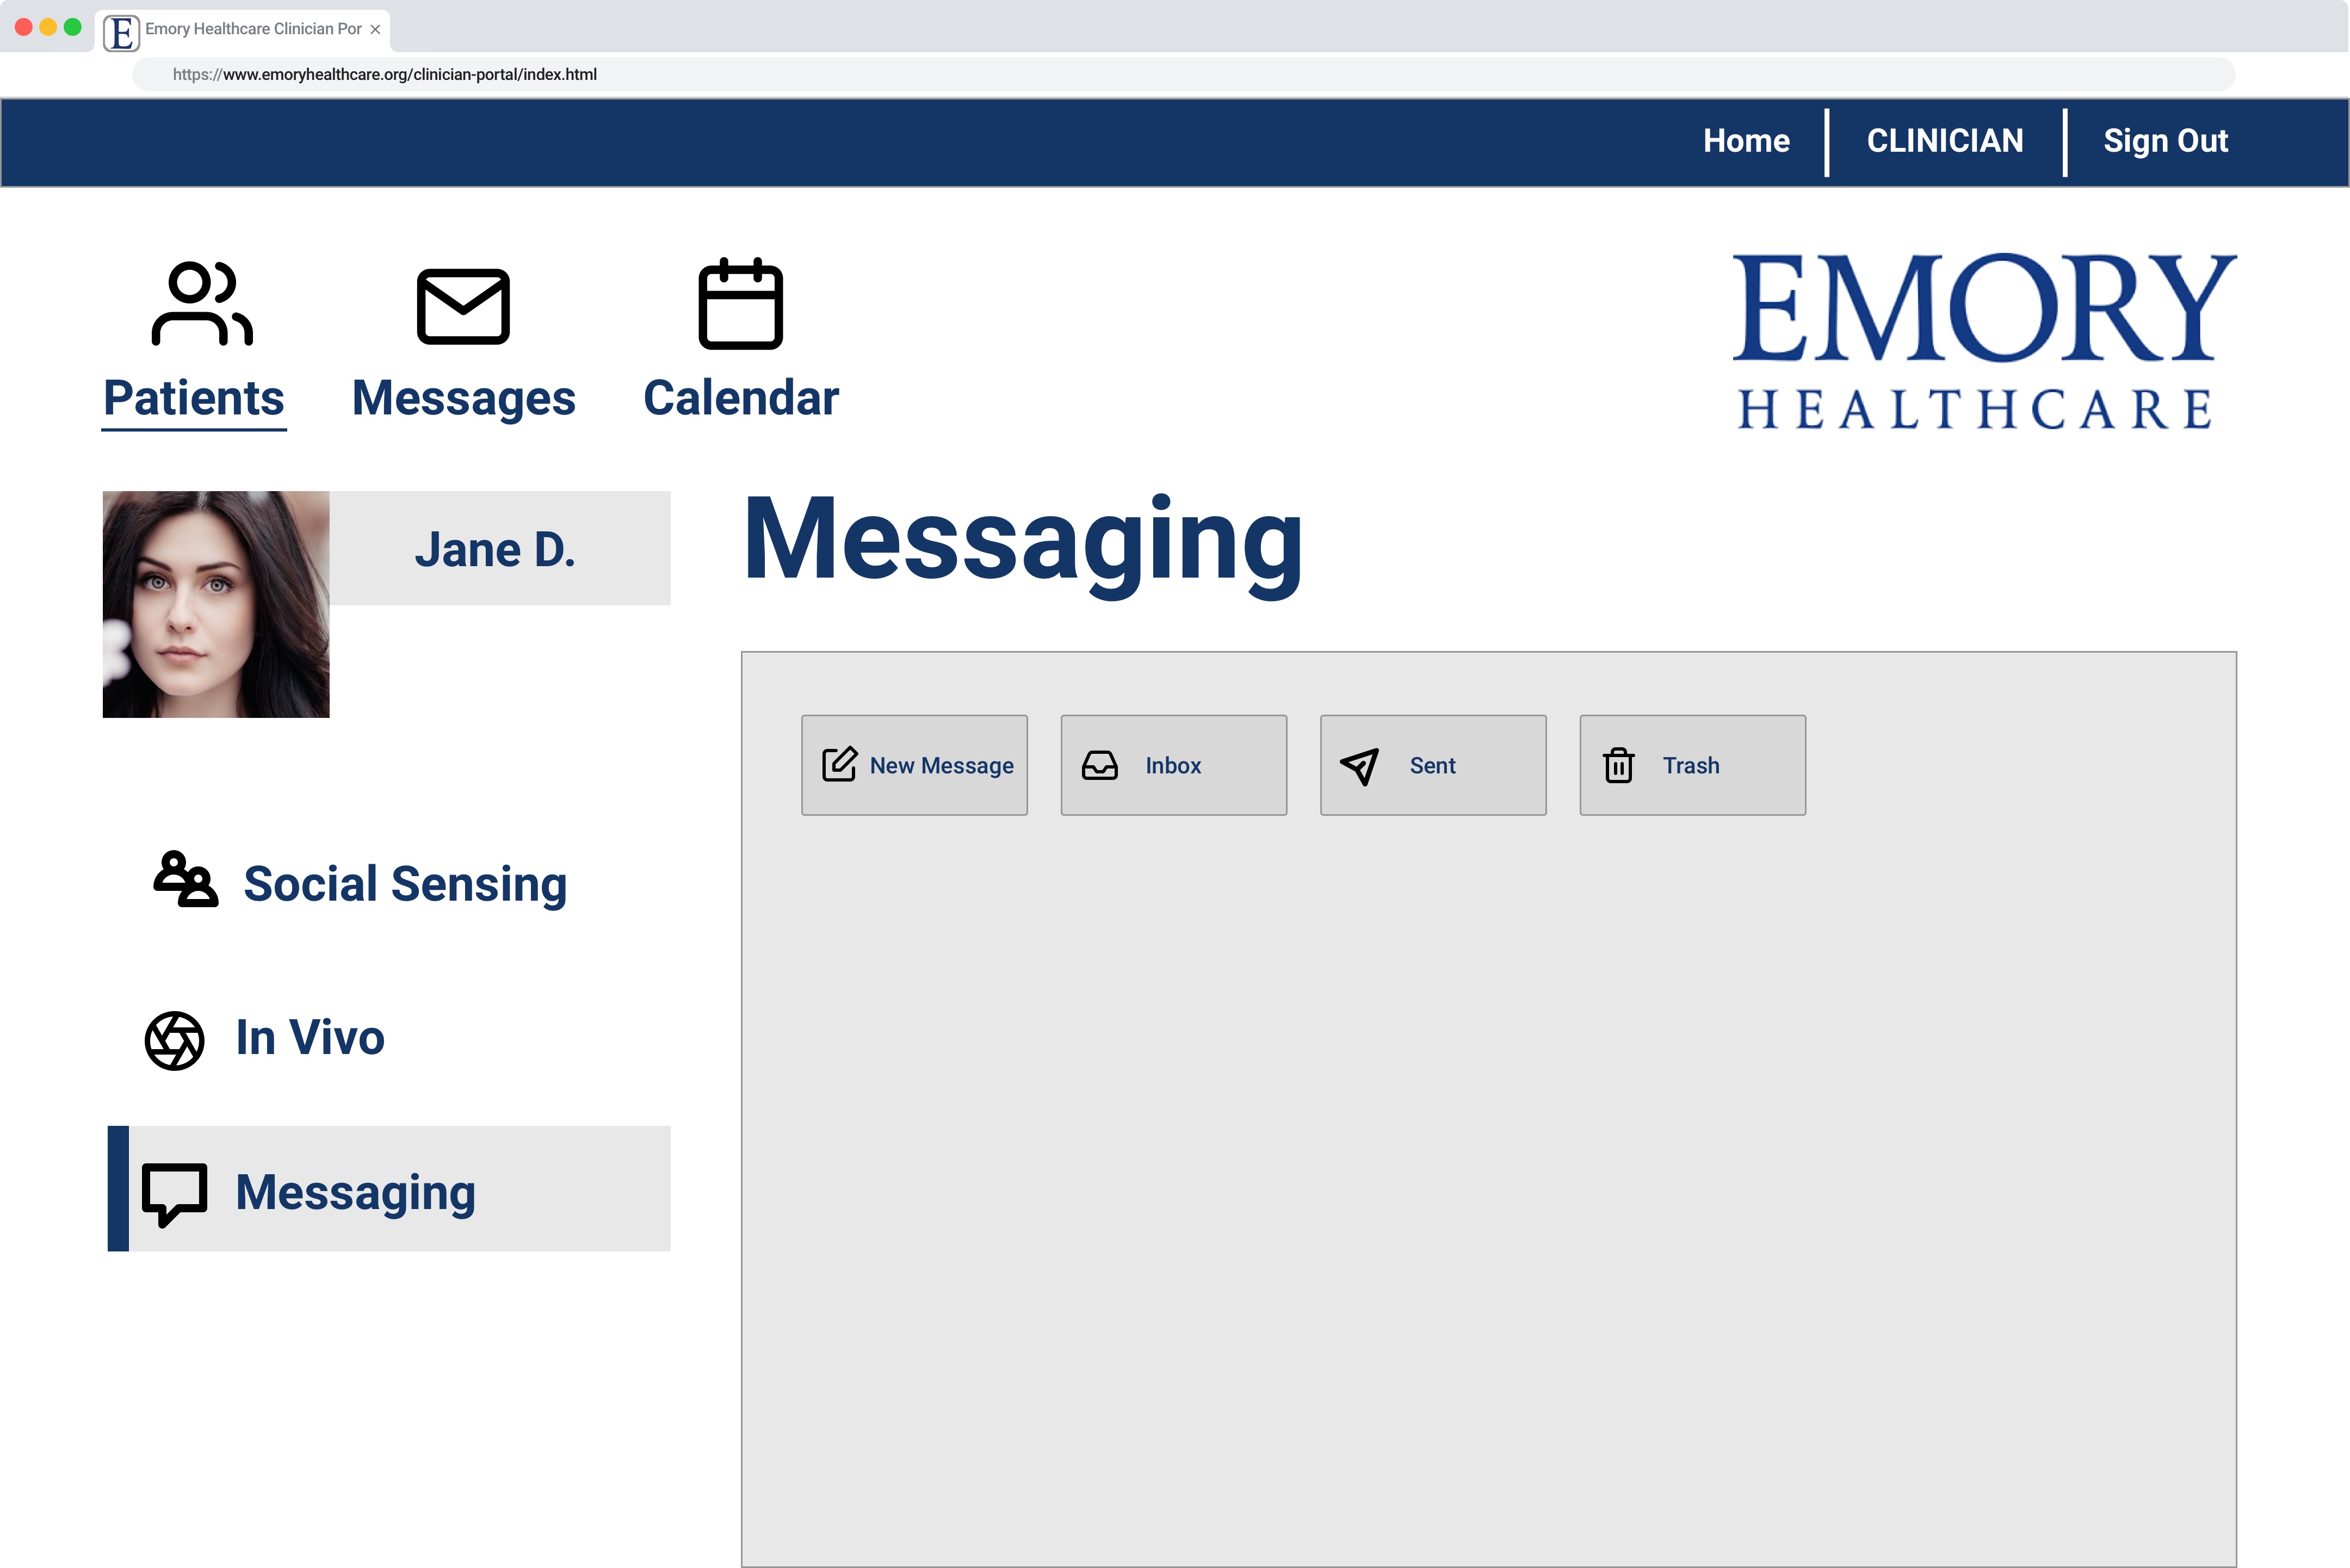 E Emory Healthcare Clinician Por
https://www.emoryhealthcare.org/clinician-portal/index.html
Home CLINICIAN Sign Out
Patients Messages Calendar
EMORY
HEALTHCARE
Jane D.
Messaging
New Message Inbox Sent Trash
Social Sensing
In Vivo
Messaging